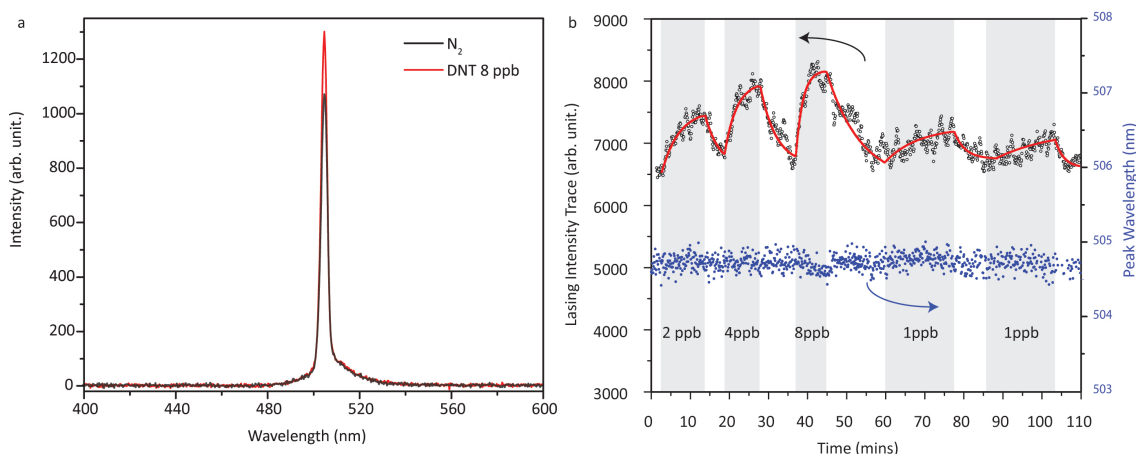 a
Intensity (arb. unit.)
1200
1000
800
600
400
200
0
N₂
DNT 8 ppb
400
440
480
520
560
600
Wavelength (nm)
b
Lasing Intensity Trace (arb. unit.)
9000
8000
7000
6000
5000
4000
3000
2 ppb
4ppb
8ppb
1ppb
1ppb
0
10
20
30
40
50
60
70
80
90
100
110
Time (mins)
508
507
506
505
504
503
Peak Wavelength (nm)